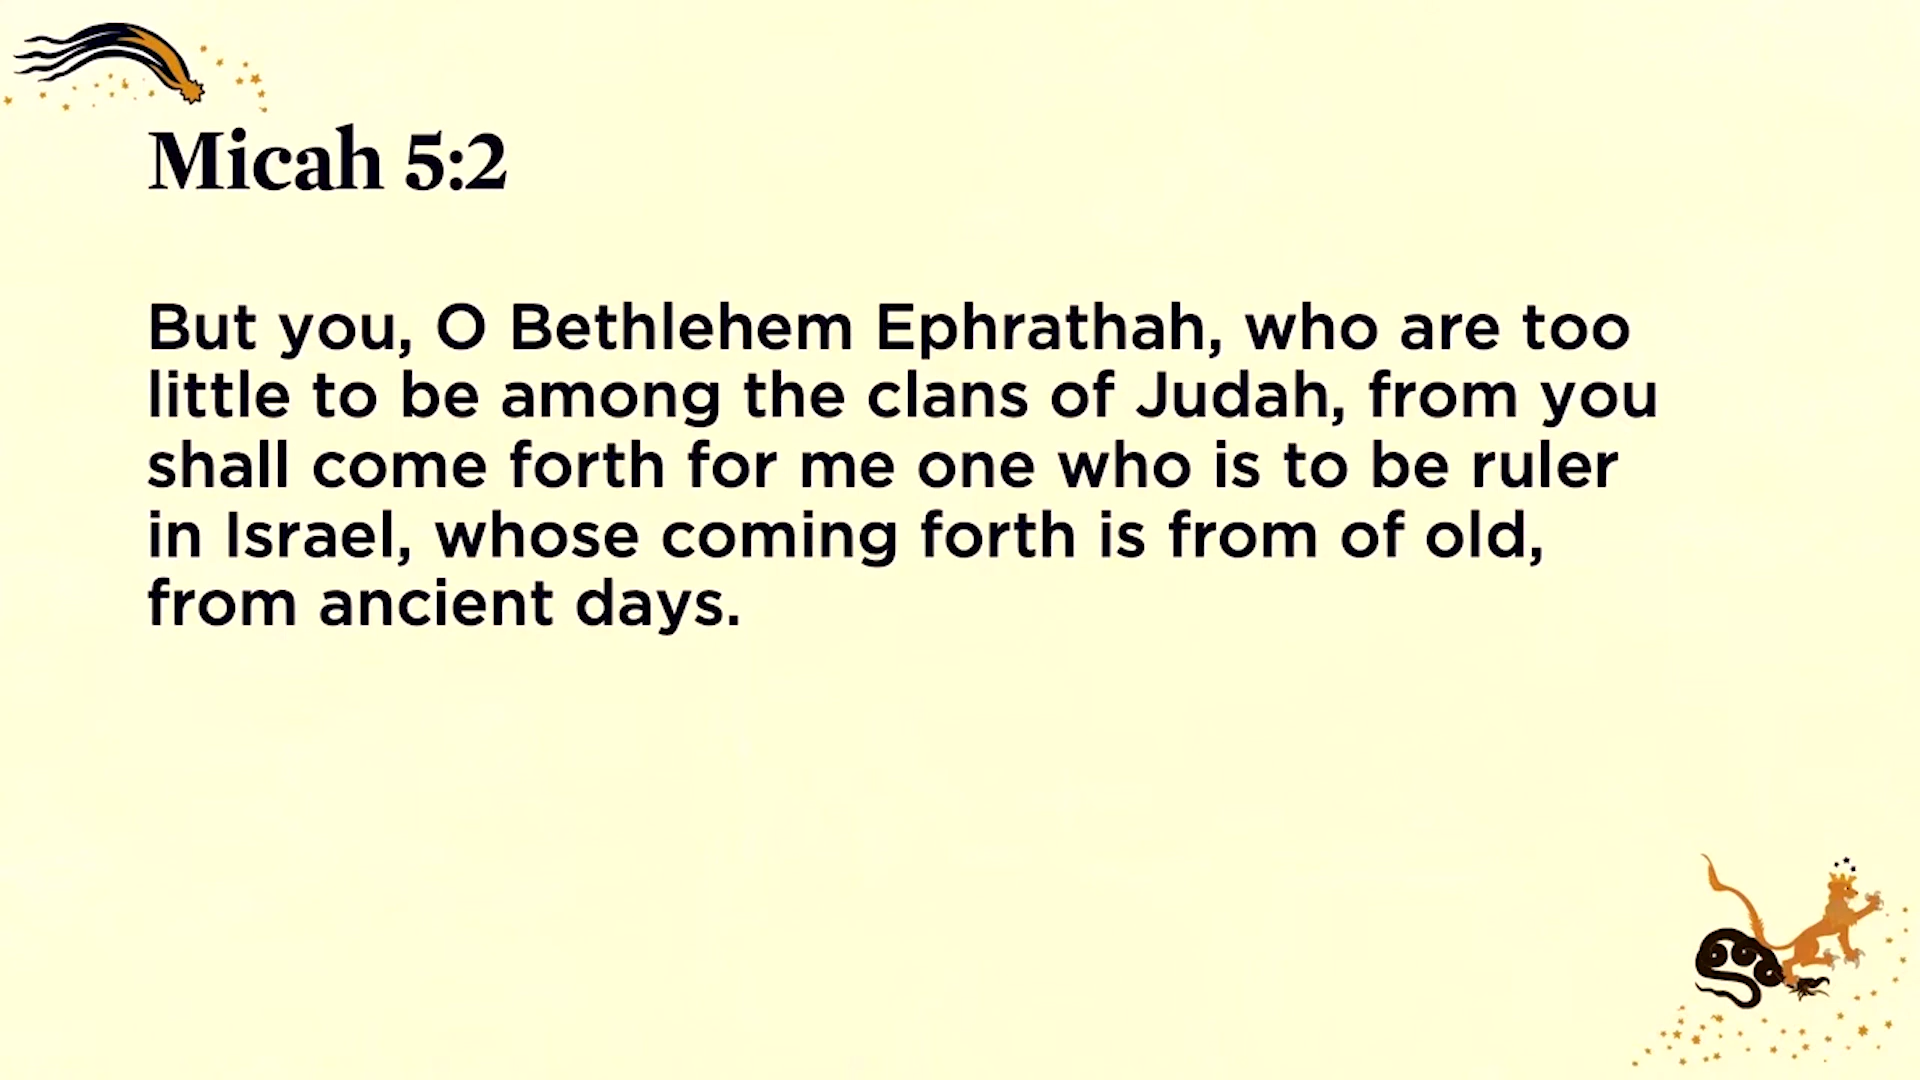 Micah 5:2
But you, O Bethlehem Ephrathah, who are too
little to be among the clans of Judah, from you
shall come forth for me one who is to be ruler
in Israel, whose coming forth is from of old,
from ancient days.